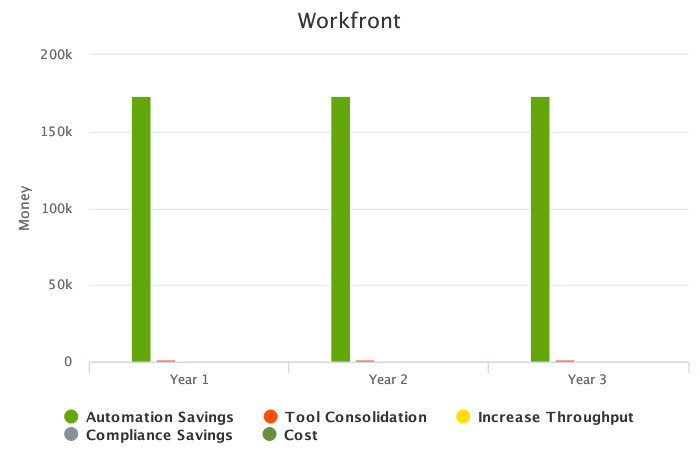 Workfront
200k
150k
100k
50k
0
Money
Year 1 Year 2 Year 3
Automation Savings Tool Consolidation Increase Throughput
Compliance Savings Cost